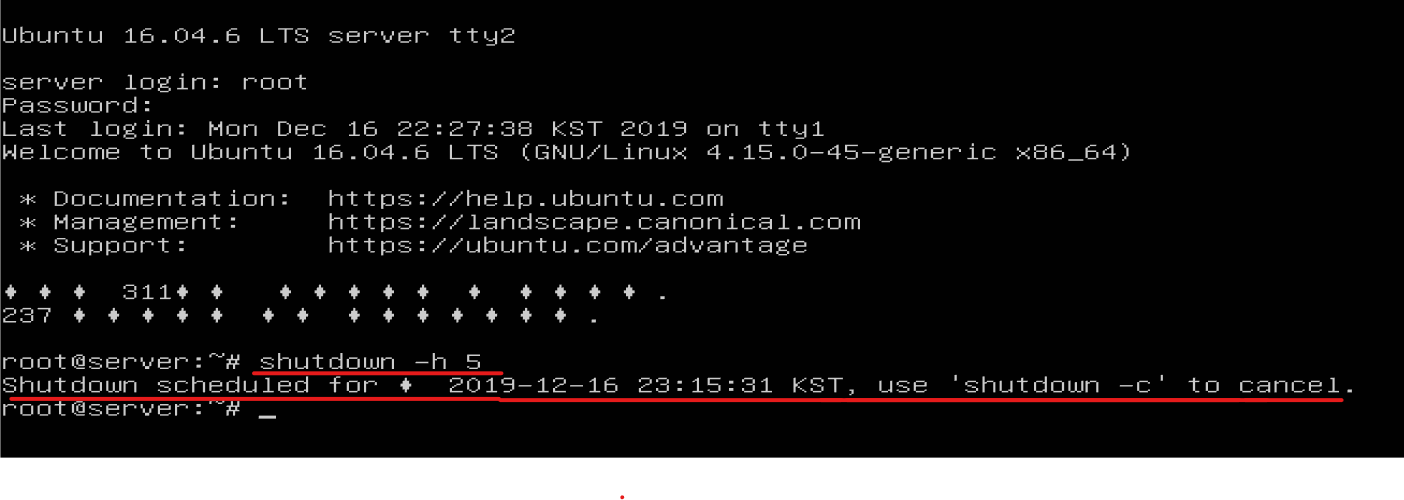 Ubuntu 16.04.6 LTS server tty2
server login: root
Password:
Last login: Mon Dec 16 22:27:38 KST 2019 on tty1
Welcome to Ubuntu 16.04.6 LTS (GNU/Linux 4.15.0-45-generic x86_64)
* Documentation:  https://help.ubuntu.com
* Management:     https://landscape.canonical.com
* Support:        https://ubuntu.com/advantage
♦ ♦ ♦  311♦ ♦   ♦ ♦ ♦ ♦ ♦  ♦  ♦ ♦ ♦ ♦ .
237 ♦ ♦ ♦ ♦ ♦  ♦ ♦  ♦ ♦ ♦ ♦ ♦ ♦ ♦ .
root@server:~# shutdown -h 5
Shutdown scheduled for ♦  2019-12-16 23:15:31 KST, use 'shutdown -c' to cancel.
root@server:~# _